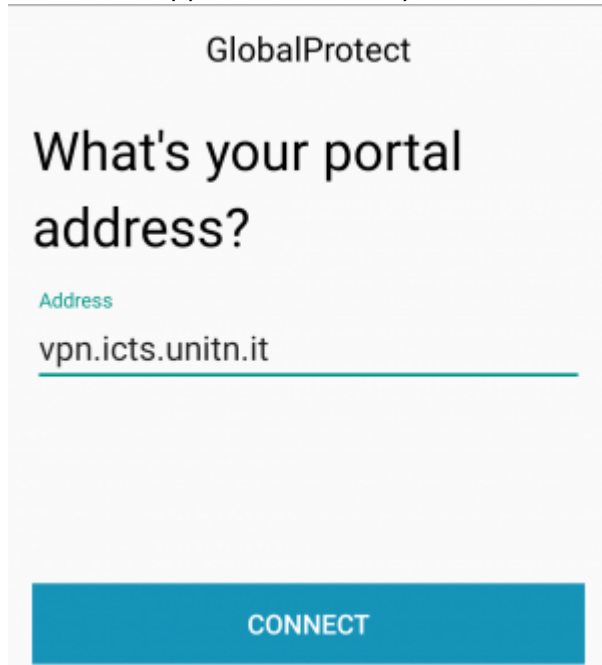 GlobalProtect
What's your portal
address?
Address
vpn.icts.unitn.it
CONNECT